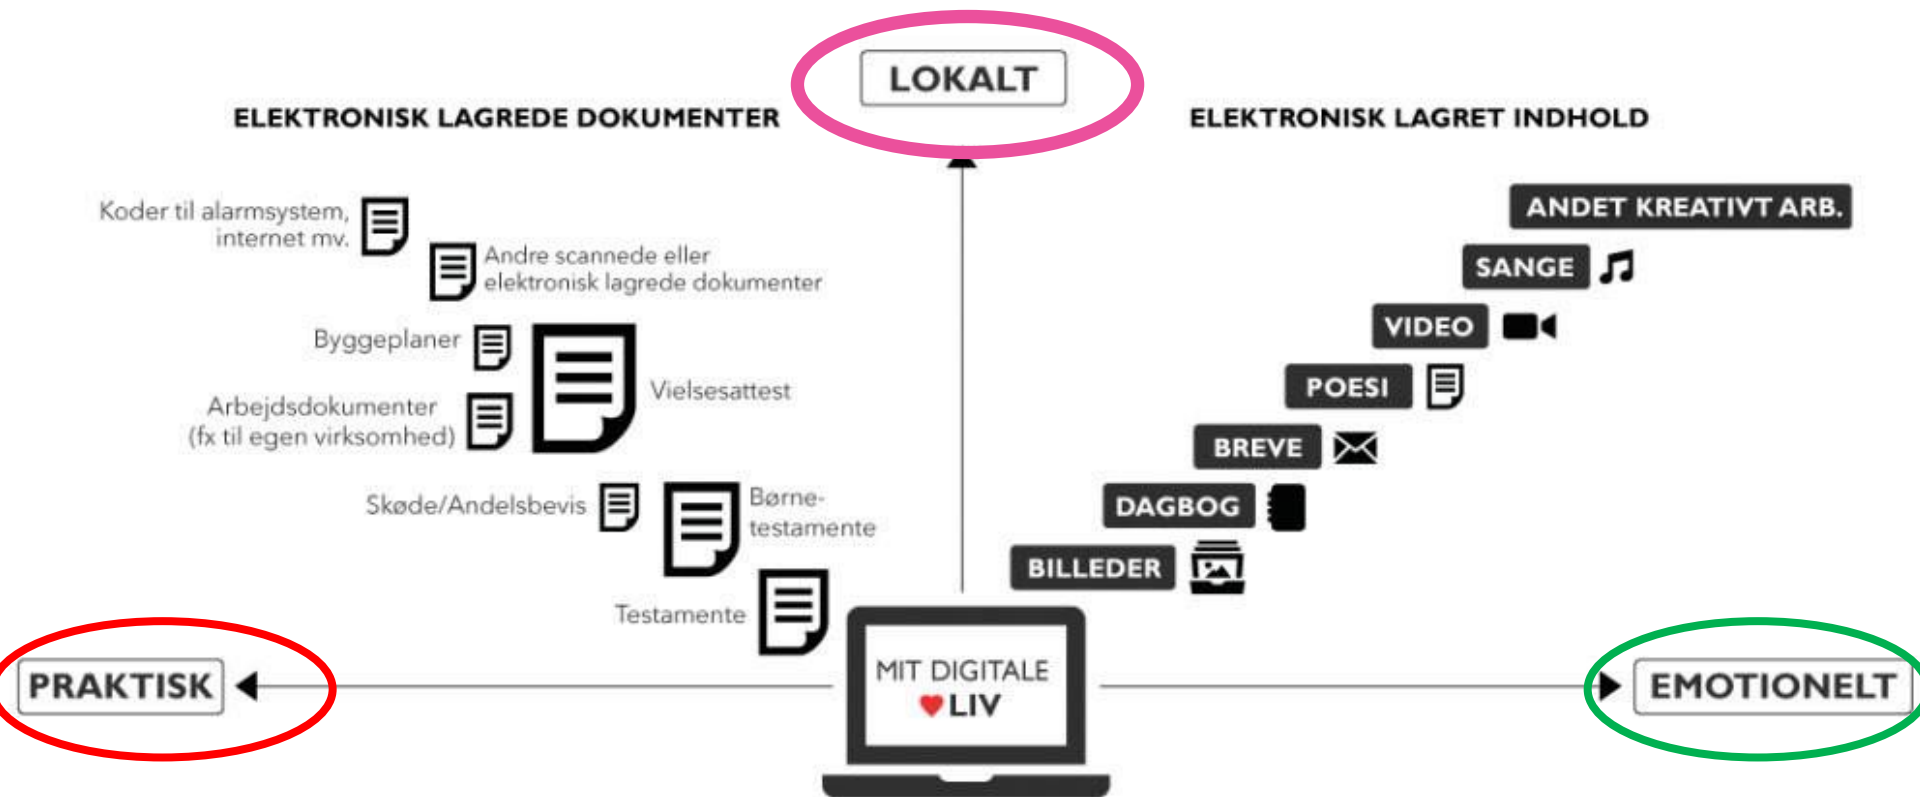 LOKALT
ELEKTRONISK LAGREDE DOKUMENTER
Koder til alarmsystem,
internet mv.
Andre scannede eller
elektronisk lagrede dokumenter
Byggeplaner
Vielsesattest
Arbejdsdokumenter
(fx til egen virksomhed)
Skøde/Andelsbevis
Børne-
testamente
Testamente
ELEKTRONISK LAGRET INDHOLD
ANDET KREATIVT ARB.
SANGE
VIDEO
POESI
BREVE
DAGBOG
BILLEDER
PRAKTISK
MIT DIGITALE
LIV
EMOTIONELT